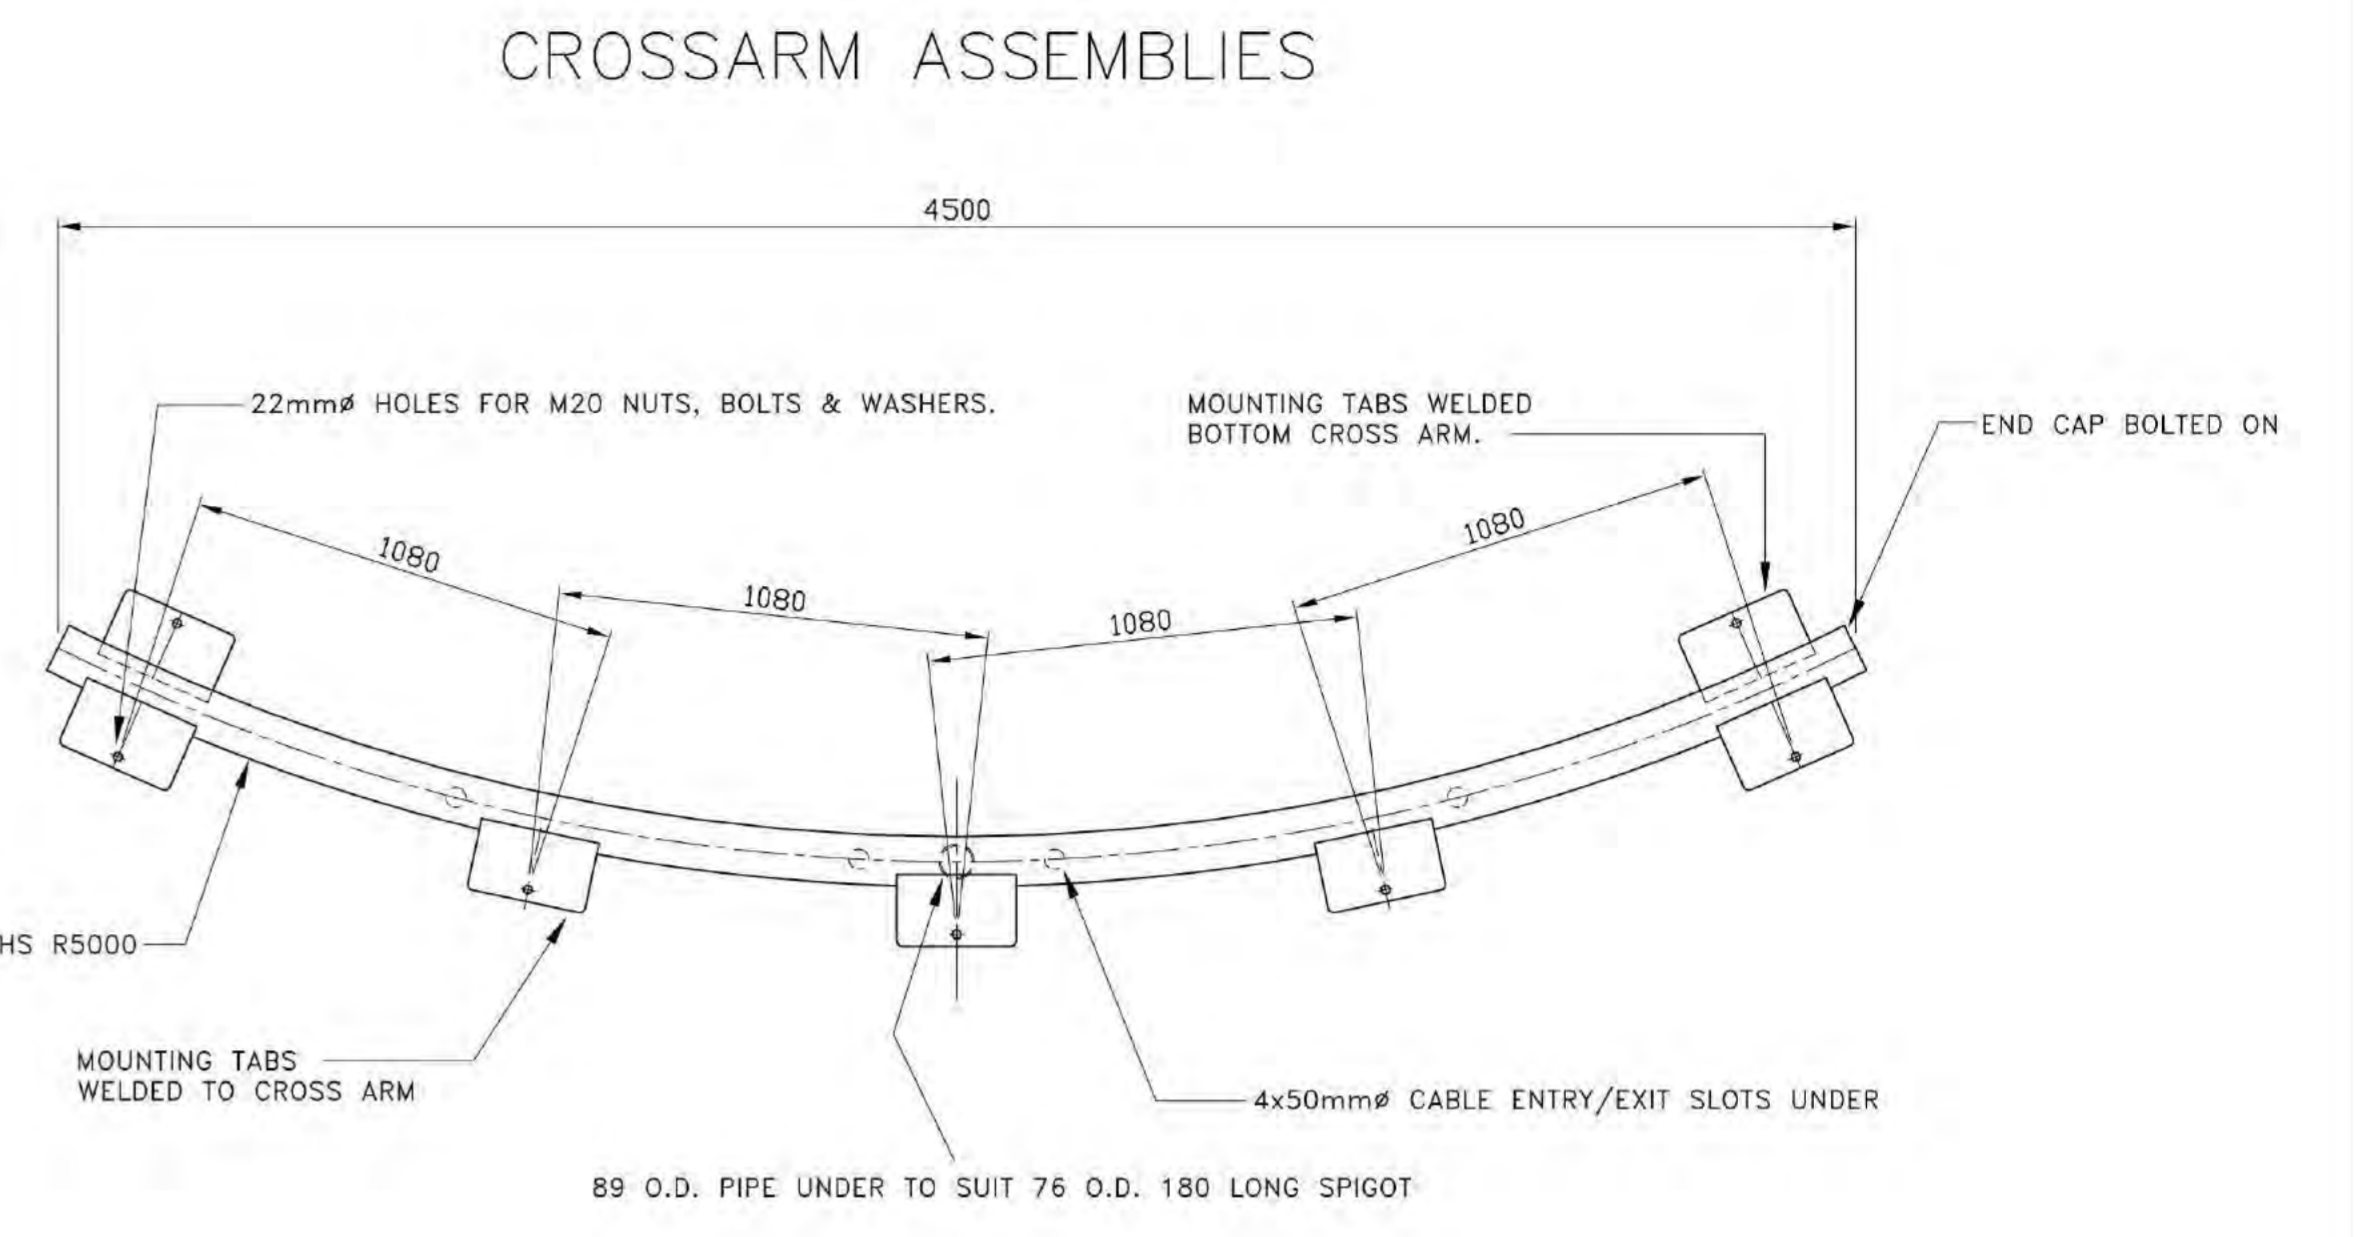 CROSSARM ASSEMBLIES
4500
22mmø HOLES FOR M20 NUTS, BOLTS & WASHERS.
MOUNTING TABS WELDED
BOTTOM CROSS ARM.
END CAP BOLTED ON
1080
1080
1080
1080
HS R5000
MOUNTING TABS
WELDED TO CROSS ARM
4x50mmø CABLE ENTRY/EXIT SLOTS UNDER
89 O.D. PIPE UNDER TO SUIT 76 O.D. 180 LONG SPIGOT